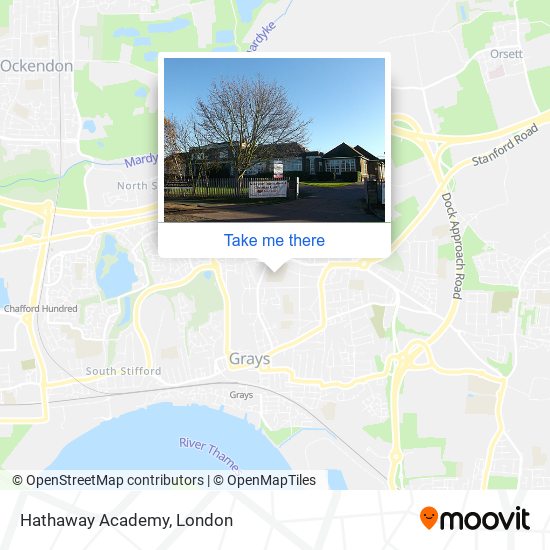 Mardyke
Ockendon
Orsett
Stanford Road
Mardy
North S
Dock Approach Road
Take me there
Chafford Hundred
Grays
South Stifford
Grays
River Thame
© OpenStreetMap contributors | © OpenMapTiles
Hathaway Academy, London
moovit